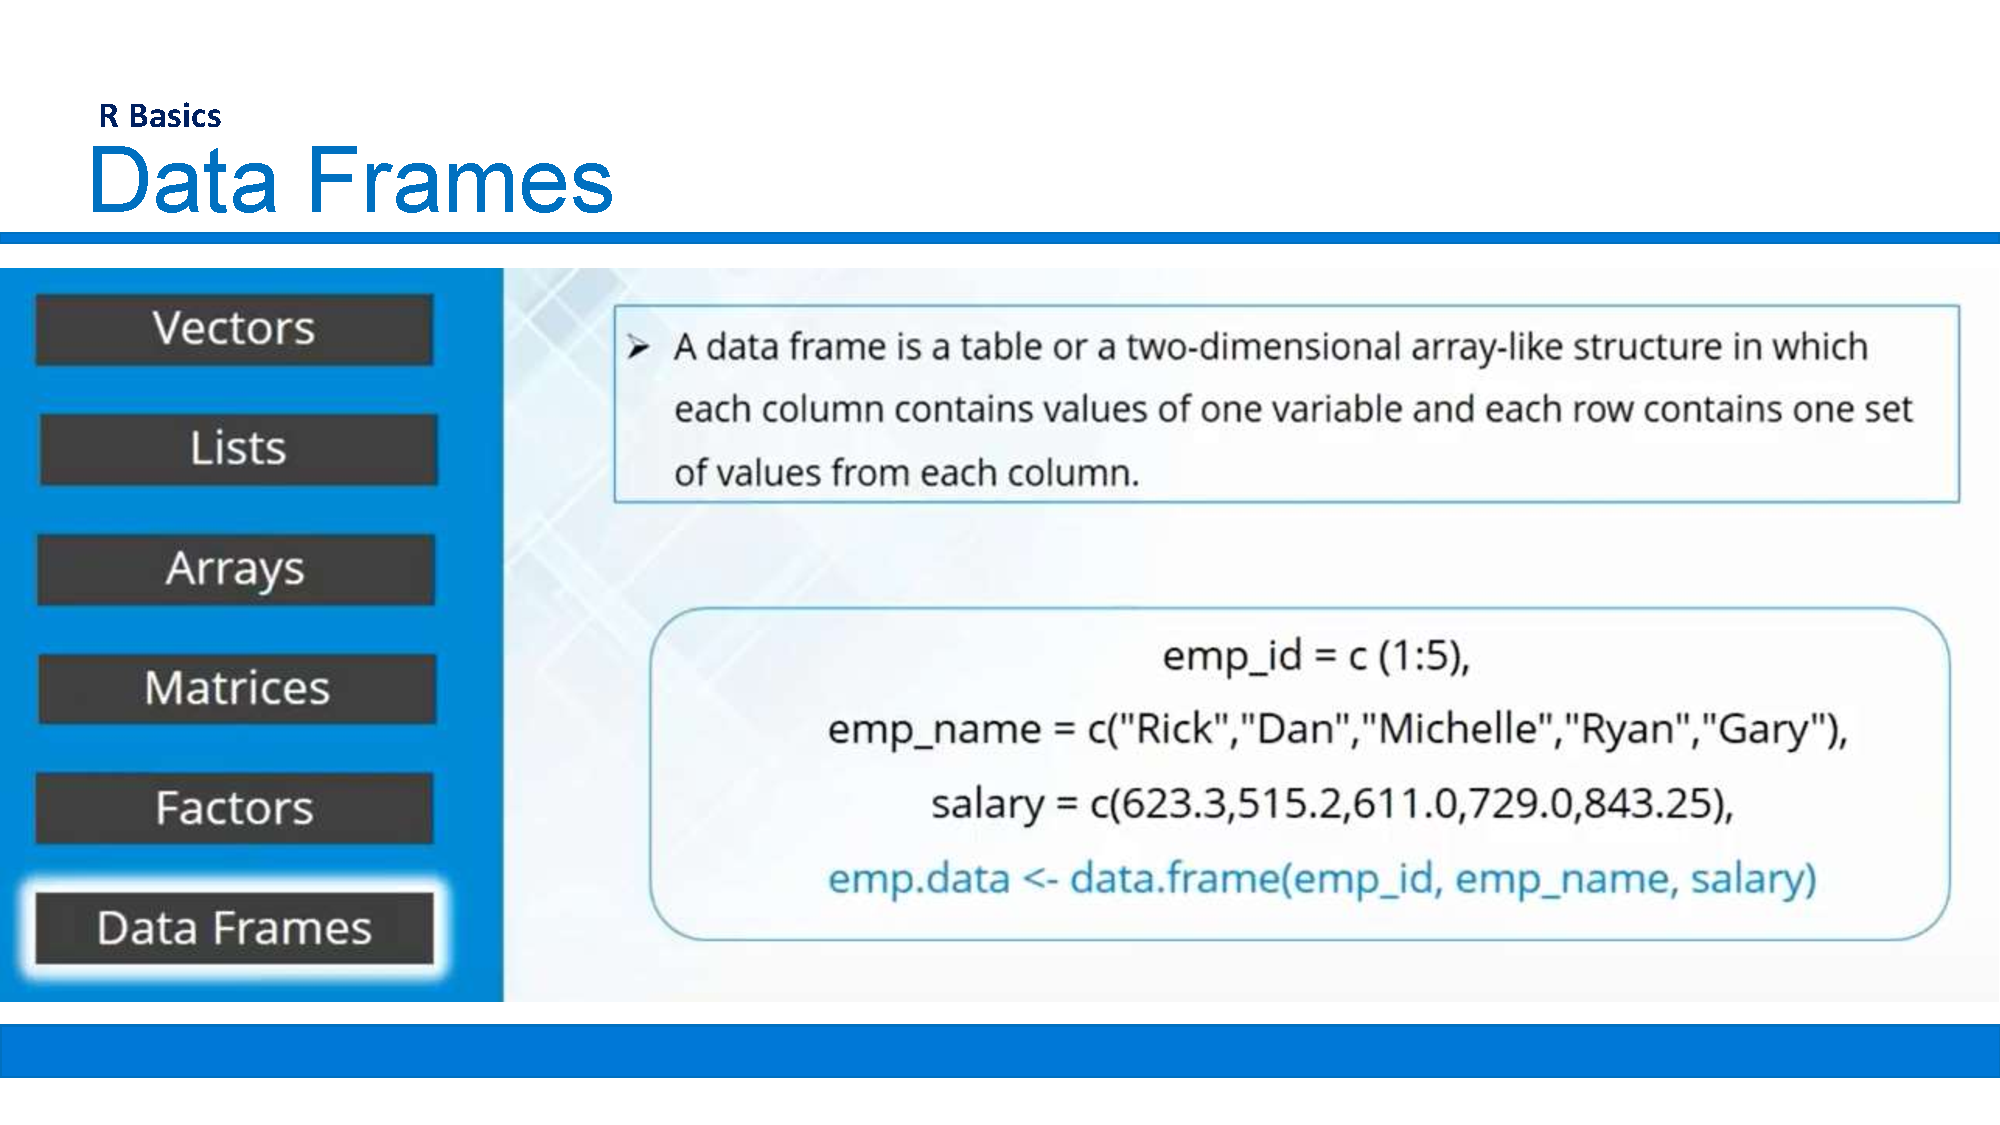 R Basics
Data Frames
Vectors
Lists
Arrays
Matrices
Factors
Data Frames
➢ A data frame is a table or a two-dimensional array-like structure in which
each column contains values of one variable and each row contains one set
of values from each column.
emp_id = c (1:5),
emp_name = c("Rick","Dan","Michelle","Ryan","Gary"),
salary = c(623.3,515.2,611.0,729.0,843.25),
emp.data <- data.frame(emp_id, emp_name, salary)